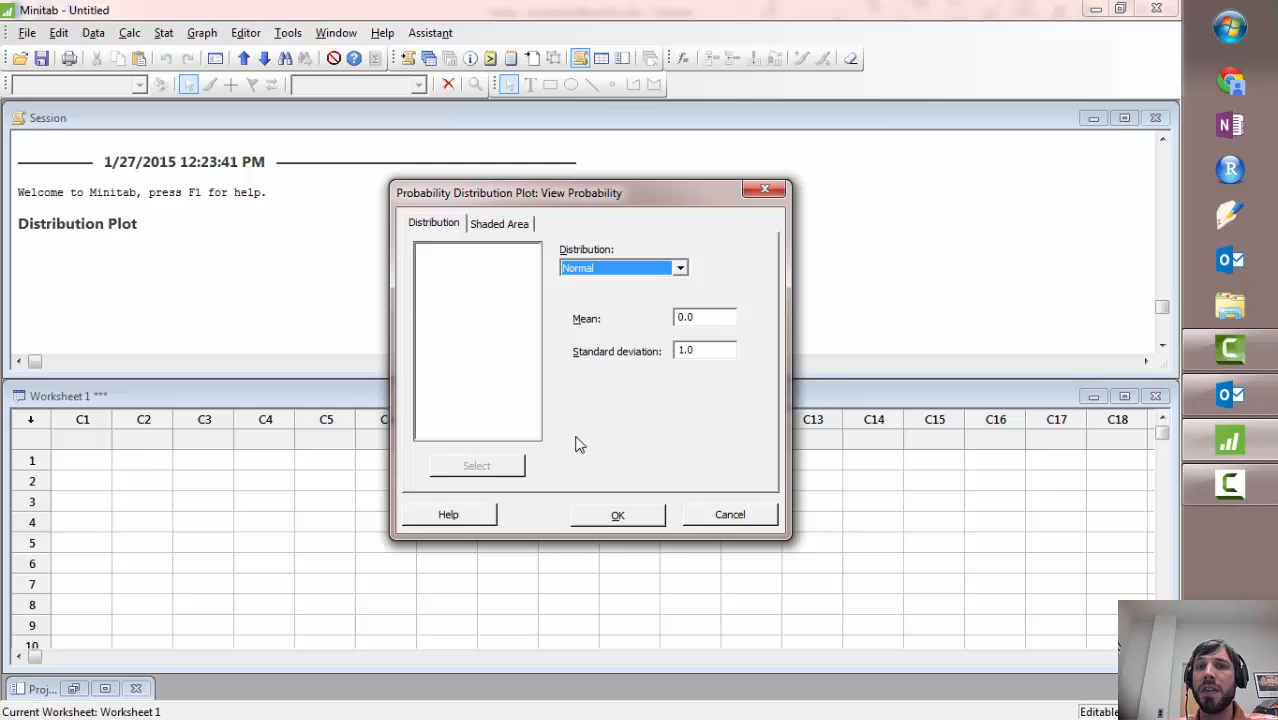 Minitab - Untitled
File Edit Data Calc Stat Graph Editor Tools Window Help Assistant
Session
1/27/2015 12:23:41 PM
Welcome to Minitab, press F1 for help.
Distribution Plot
Probability Distribution Plot: View Probability
Distribution Shaded Area
Distribution:
Normal
Mean: 0.0
Standard deviation: 1.0
Select
Help OK Cancel
Worksheet 1 ***
C1 C2 C3 C4 C5 C13 C14 C15 C16 C17 C18
1
2
3
4
5
6
7
8
9
10
Proj...
Current Worksheet: Worksheet 1
Editable